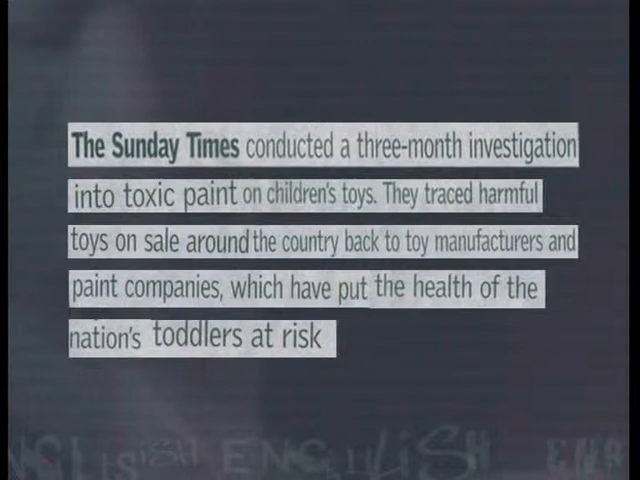 The Sunday Times conducted a three-month investigation
into toxic paint on children's toys. They traced harmful
toys on sale around the country back to toy manufacturers and
paint companies, which have put the health of the
nation's toddlers at risk
ENGLISH